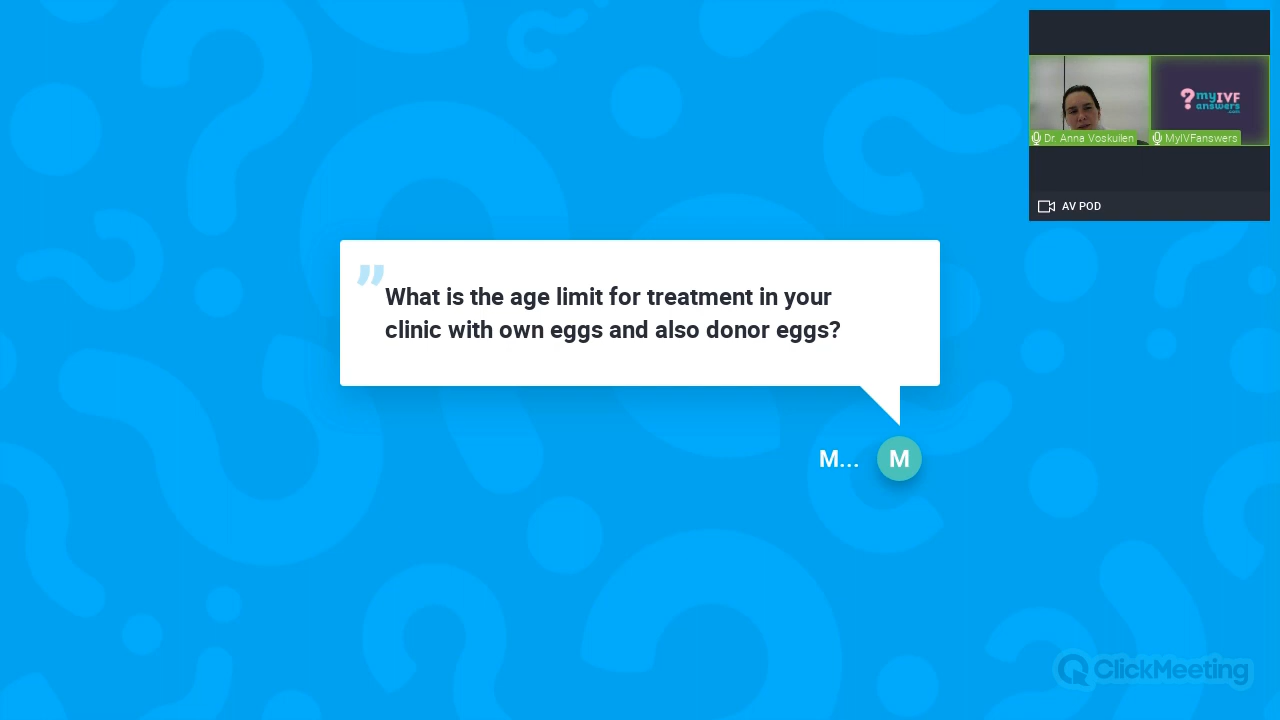 ?myIVF
answers
Dr. Anna Voskuilen
MyIVFanswers
AV POD
”
What is the age limit for treatment in your
clinic with own eggs and also donor eggs?
M...
M
ClickMeeting